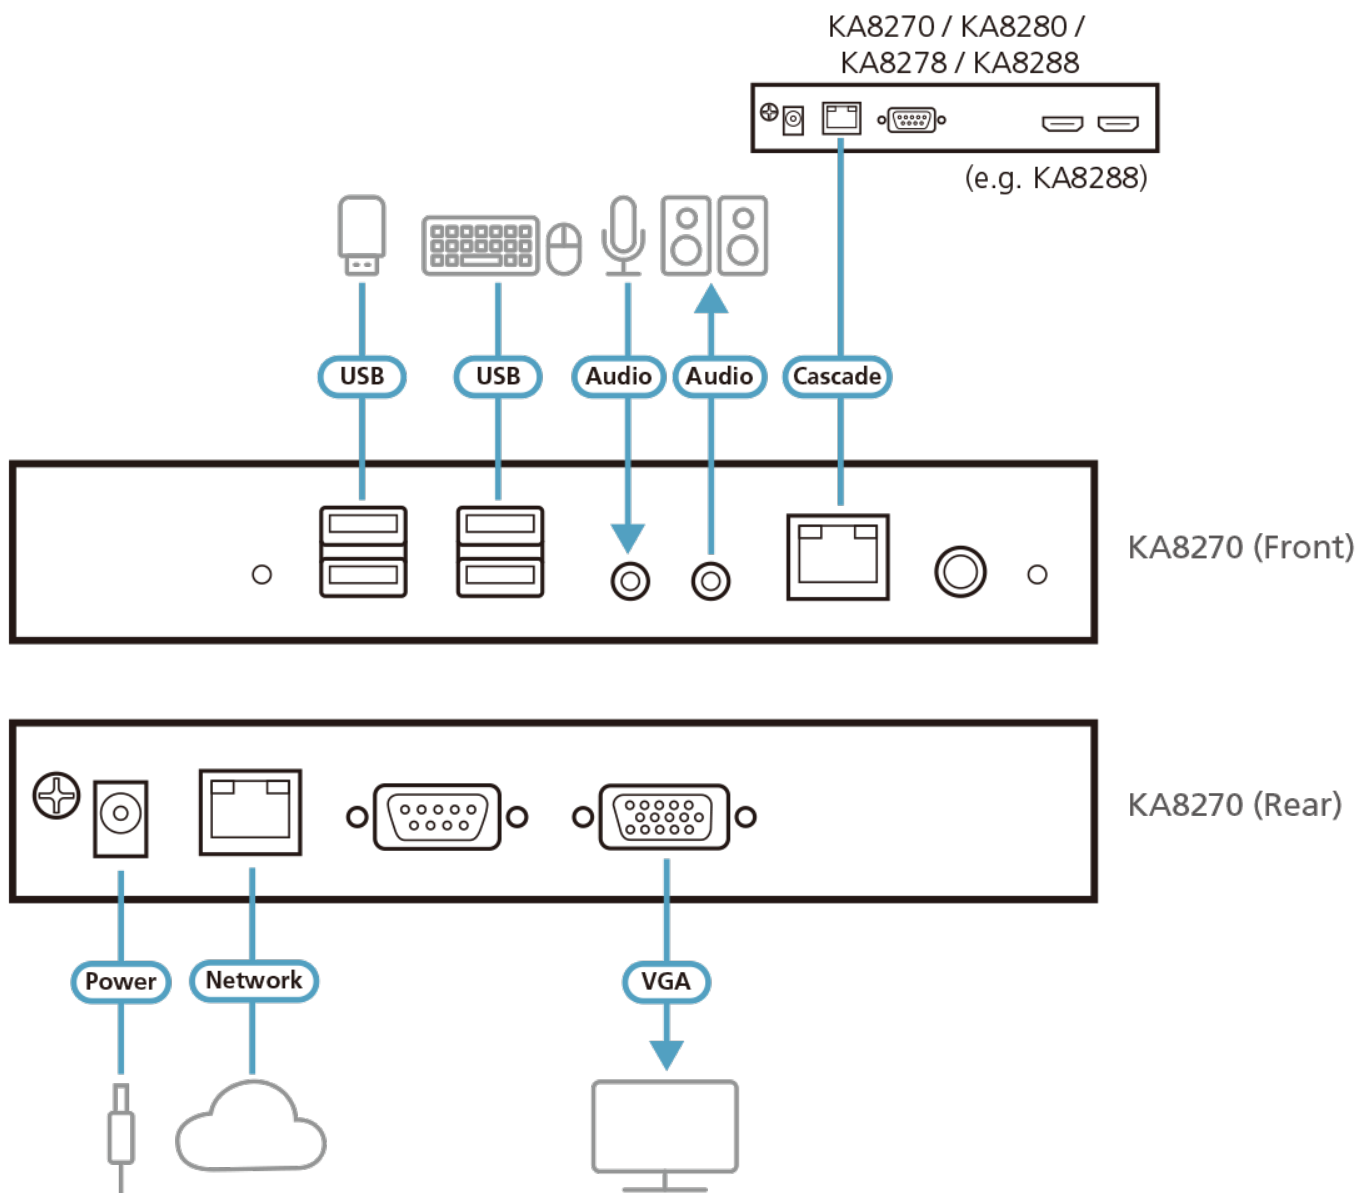 KA8270 / KA8280 /
KA8278 / KA8288
(e.g. KA8288)
USB
USB
Audio
Audio
Cascade
KA8270 (Front)
KA8270 (Rear)
Power
Network
VGA